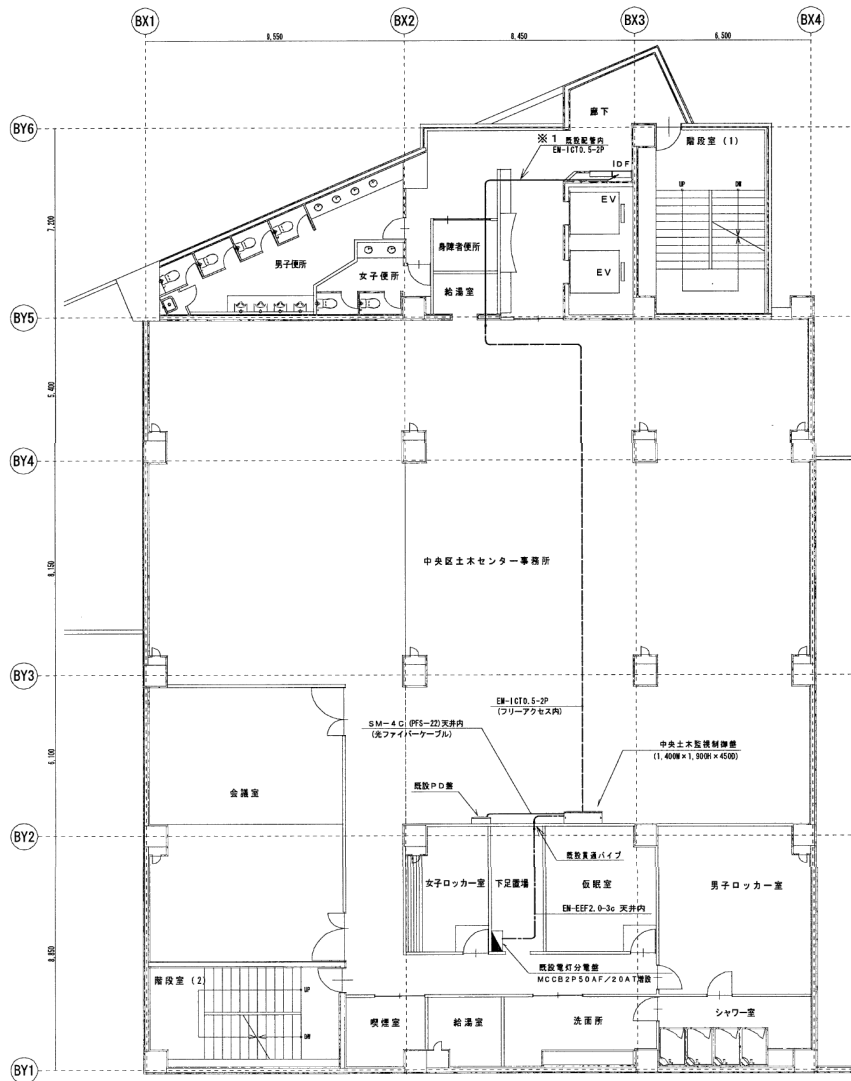 BX1
BX2
BX3
BX4
9,550
8,450
6,500
BY6
廊下
※1 既設配管内
EM-ICT0.5-2P
IDF
階段室 (1)
UP
DW
EV
7,200
男子便所
女子便所
身障者便所
給湯室
EV
BY5
5,400
BY4
中央区土木センター事務所
8,150
BY3
EM-ICT0.5-2P
(フリーアクセス内)
SM-4C (PFS-22)天井内
(光ファイバーケーブル)
中央土木監視制御盤
(1,400W×1,900H×450D)
6,100
会議室
既設PD盤
BY2
既設貫通パイプ
女子ロッカー室
下足置場
仮眠室
男子ロッカー室
EM-EEF2.0-3c 天井内
8,850
既設電灯分電盤
MCCB2P50AF/20AT増設
階段室 (2)
UP
DW
喫煙室
給湯室
洗面所
シャワー室
BY1